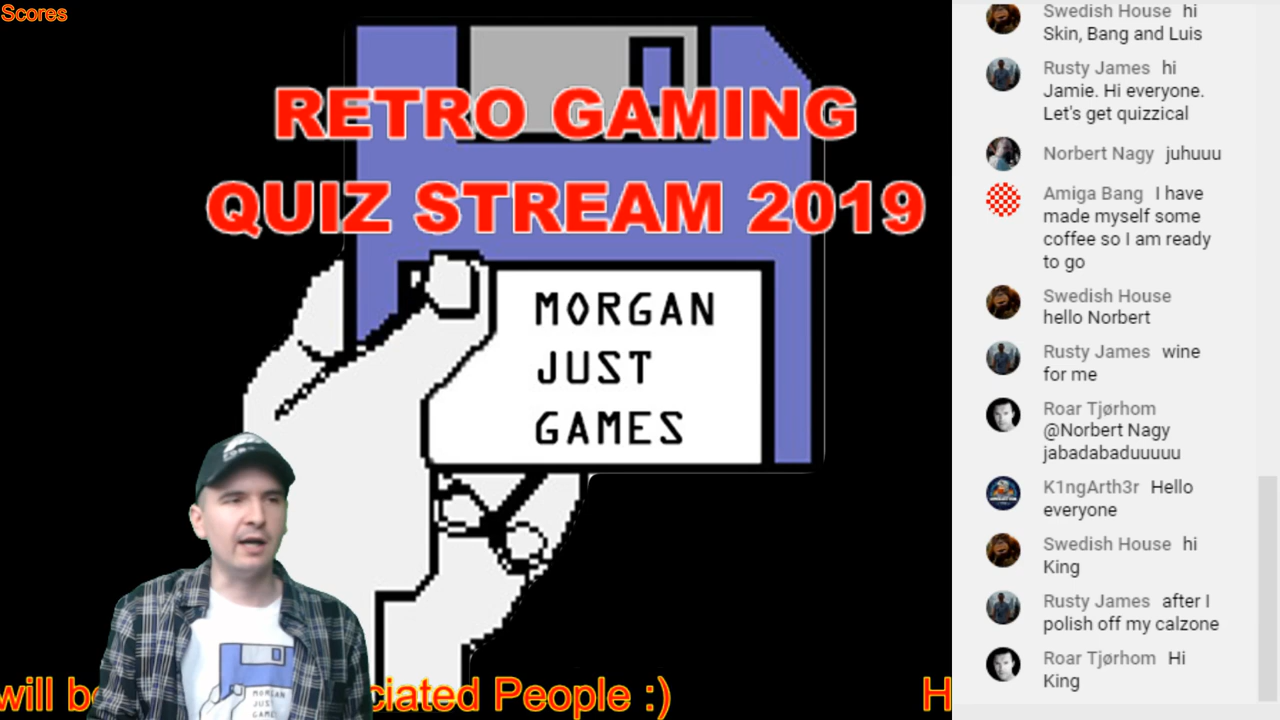 Scores
RETRO GAMING
QUIZ STREAM 2019
MORGAN
JUST
GAMES
MORGAN
JUS
GAME
will be
ciated People :)
H
Swedish House hi
Skin, Bang and Luis
Rusty James hi
Jamie. Hi everyone.
Let's get quizzical
Norbert Nagy juhuuu
Amiga Bang I have
made myself some
coffee so I am ready
to go
Swedish House
hello Norbert
Rusty James wine
for me
Roar Tjørhom
@Norbert Nagy
jabadabaduuuuu
K1ngArth3r Hello
everyone
Swedish House hi
King
Rusty James after I
polish off my calzone
Roar Tjørhom Hi
King